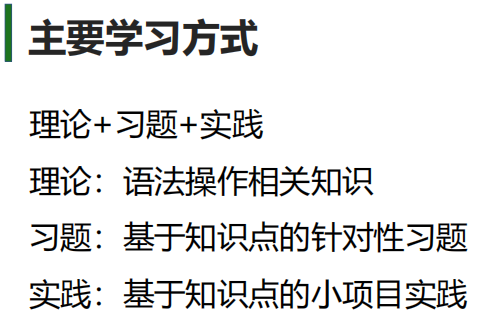 主要学习方式
理论+习题+实践
理论：语法操作相关知识
习题：基于知识点的针对性习题
实践：基于知识点的小项目实践